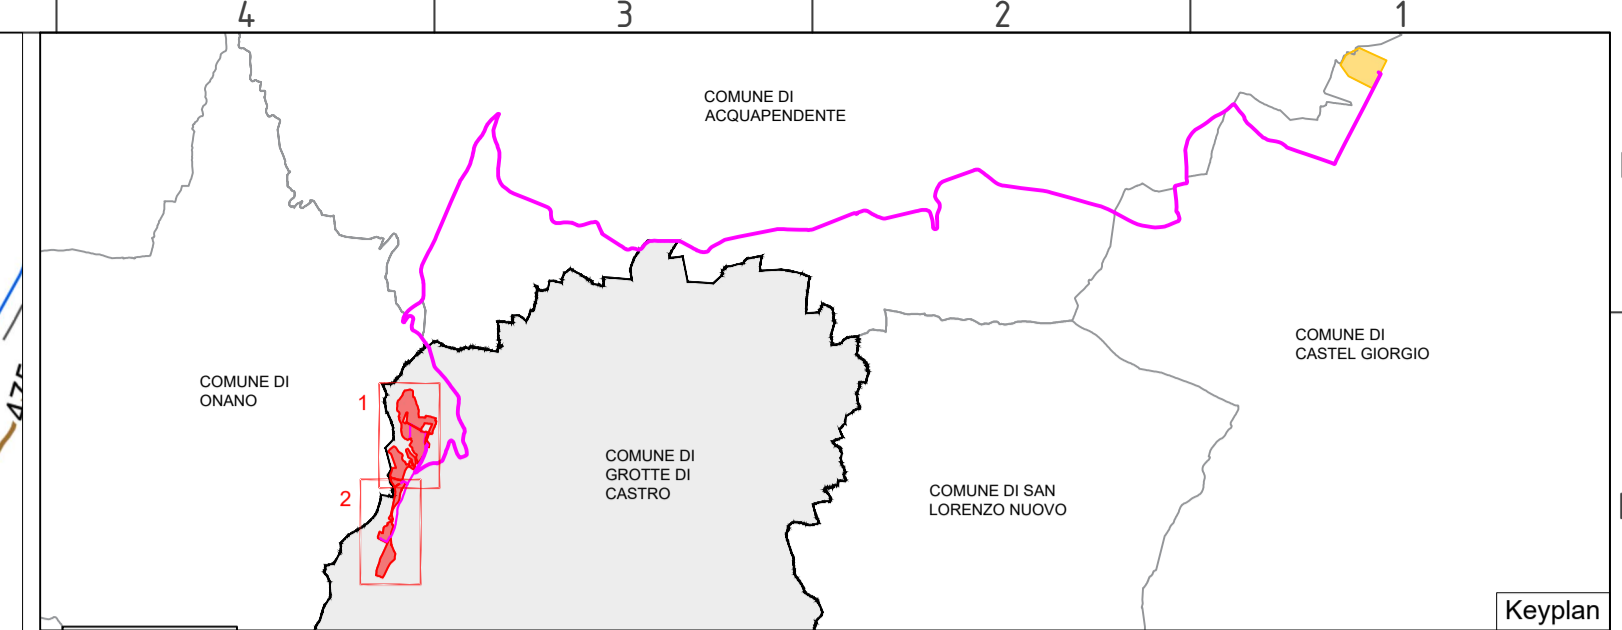 4 3 2 1
COMUNE DI
ACQUAPENDENTE
COMUNE DI
CASTEL GIORGIO
COMUNE DI
ONANO
1
475
COMUNE DI
GROTTE DI
CASTRO
2
COMUNE DI SAN
LORENZO NUOVO
Keyplan